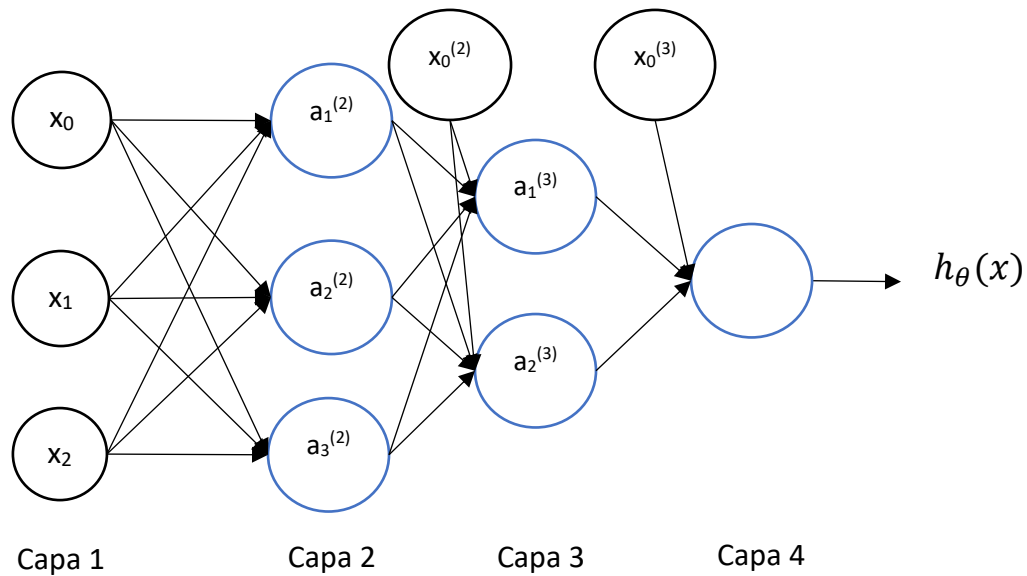 x₀⁽²⁾
x₀⁽³⁾
x₀
a₁⁽²⁾
a₁⁽³⁾
x₁
a₂⁽²⁾
h_θ(x)
a₂⁽³⁾
x₂
a₃⁽²⁾
Capa 1
Capa 2
Capa 3
Capa 4